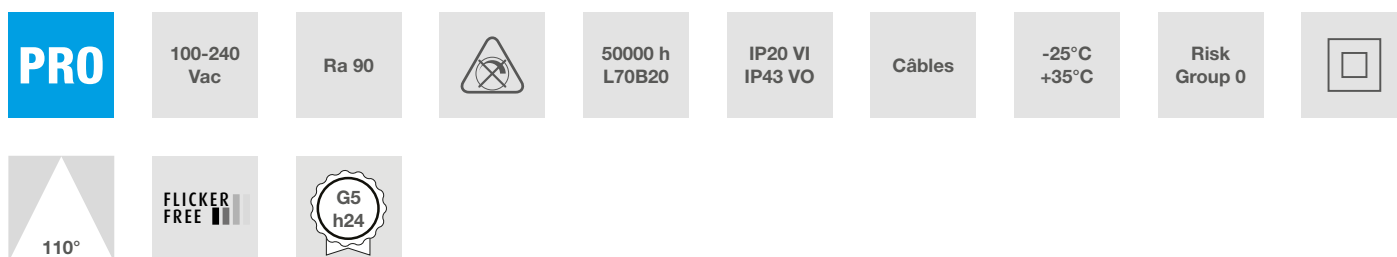 PRO
100-240
Vac
Ra 90
50000 h
L70B20
IP20 VI
IP43 VO
Câbles
-25°C
+35°C
Risk
Group 0
110°
FLICKER
FREE
G5
h24